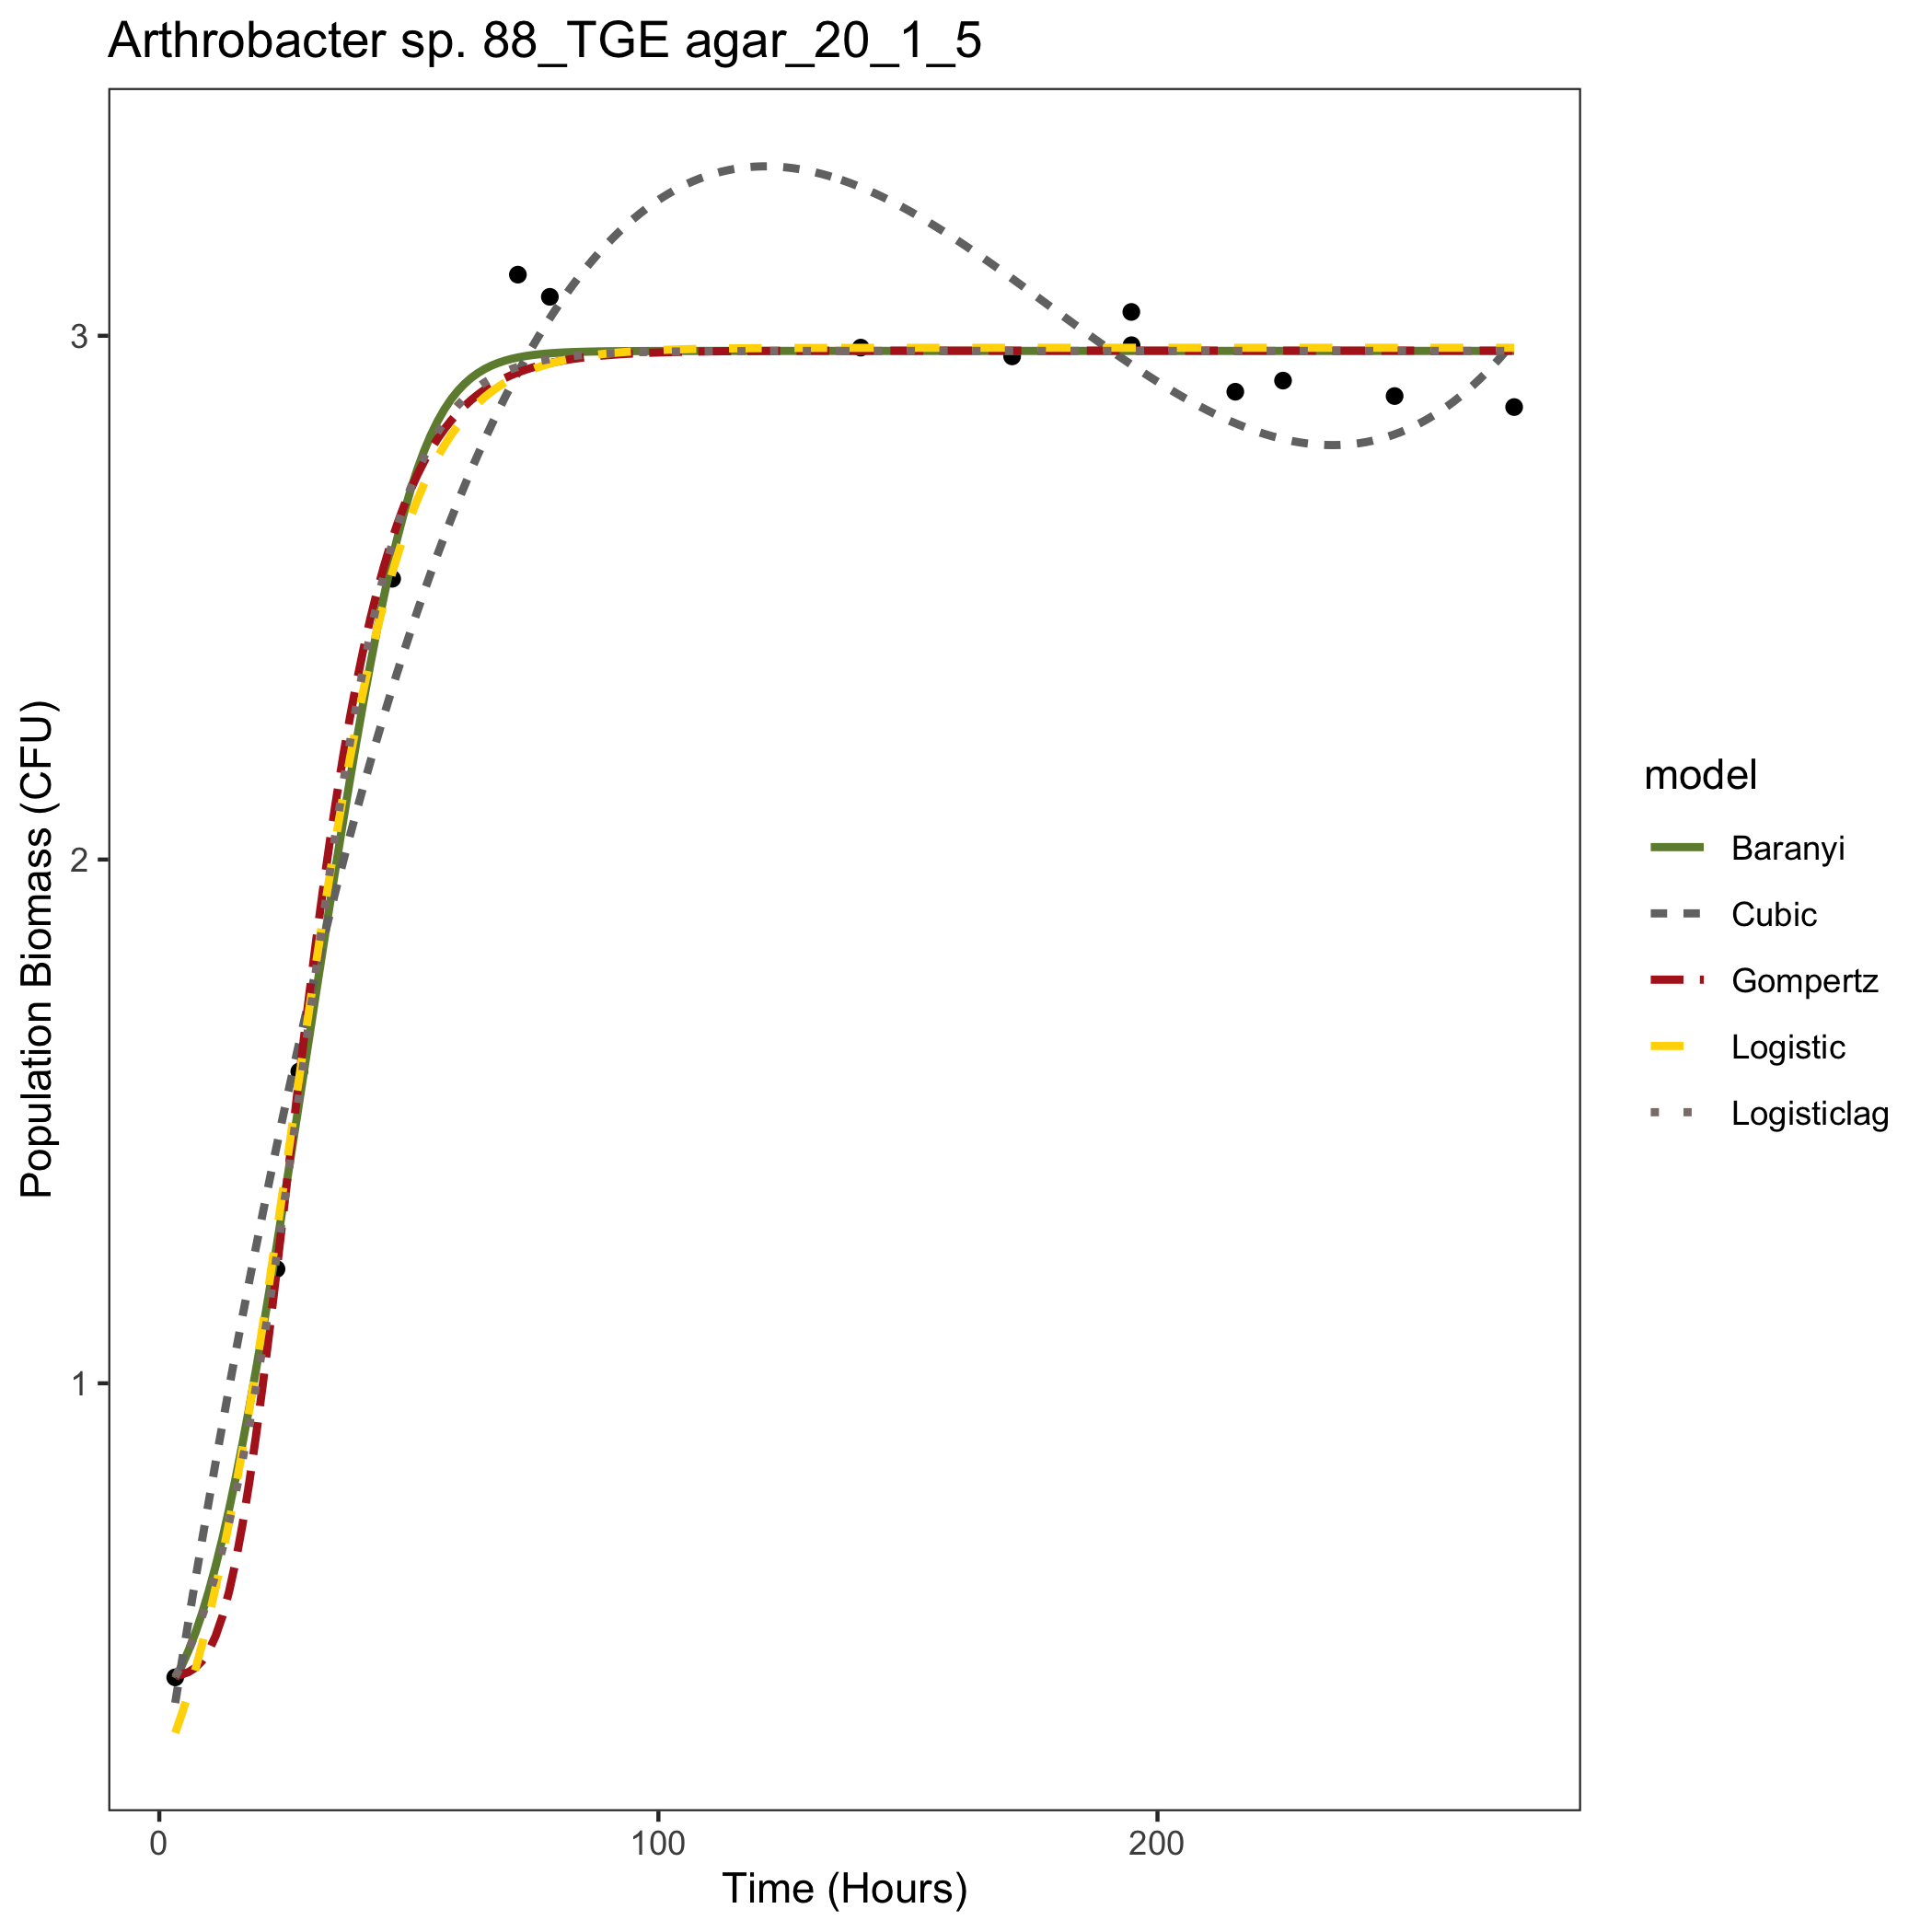 Arthrobacter sp. 88_TGE agar_20_1_5
Population Biomass (CFU)
3
2
1
0
100
200
Time (Hours)
model
Baranyi
Cubic
Gompertz
Logistic
Logisticlag